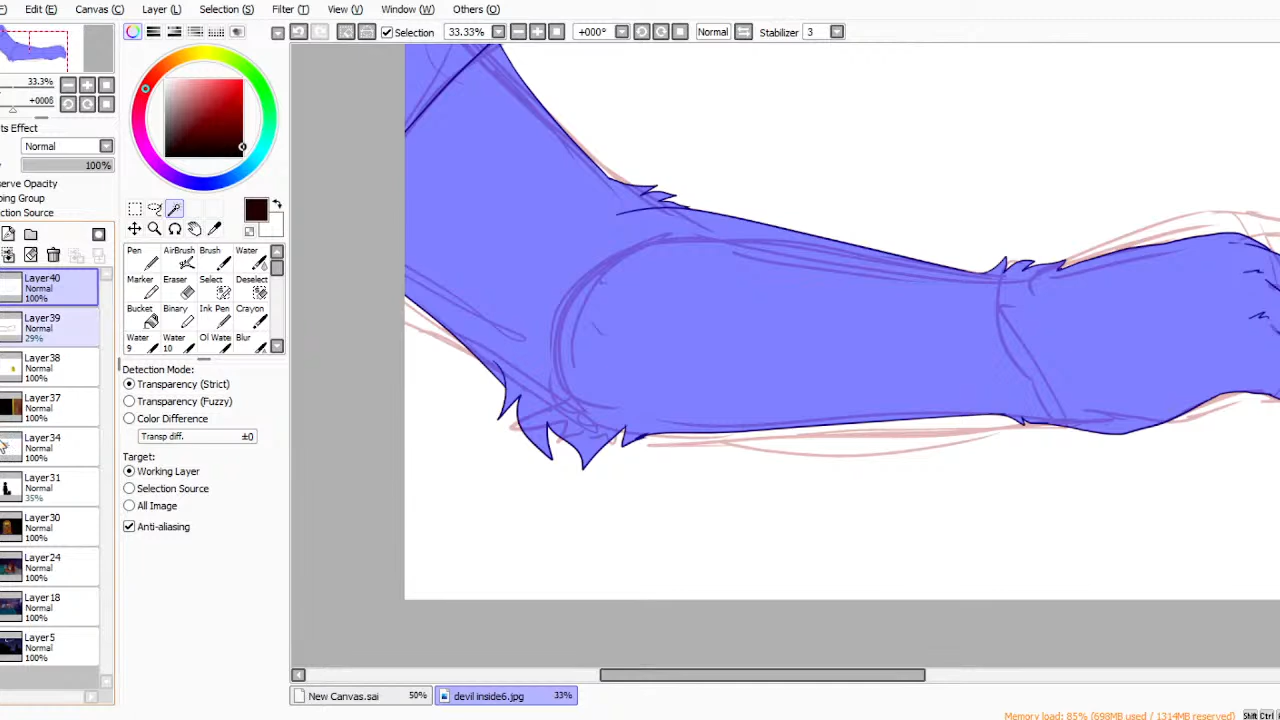 Edit (E) Canvas (C) Layer (L) Selection (S) Filter (T) View (V) Window (W) Others (O)
Selection 33.33% +000° Normal Stabilizer 3
33.3%
ts Effect
Normal
100%
erve Opacity
ping Group
ction Source
Layer40
Normal
100%
Layer39
Normal
29%
Layer38
Normal
100%
Layer37
Normal
100%
Layer34
Normal
100%
Layer31
Normal
35%
Layer30
Normal
100%
Layer24
Normal
100%
Layer18
Normal
100%
Layer5
Normal
100%
Pen AirBrush Brush Water
Marker Eraser Select Deselect
Bucket Binary Ink Pen Crayon
Water 9 Water 10 Ol Water Blur
Detection Mode:
Transparency (Strict)
Transparency (Fuzzy)
Color Difference
Transp diff. ±0
Target:
Working Layer
Selection Source
All Image
Anti-aliasing
New Canvas.sai 50% devil inside6.jpg 33%
Memory load: 85% (698MB used / 1314MB reserved) Shift Ctrl